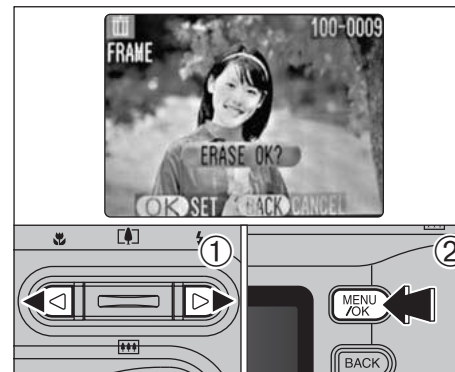 100-0009
FRAME
ERASE OK?
OK SET BACK CANCEL
①
②
MENU
/OK
BACK